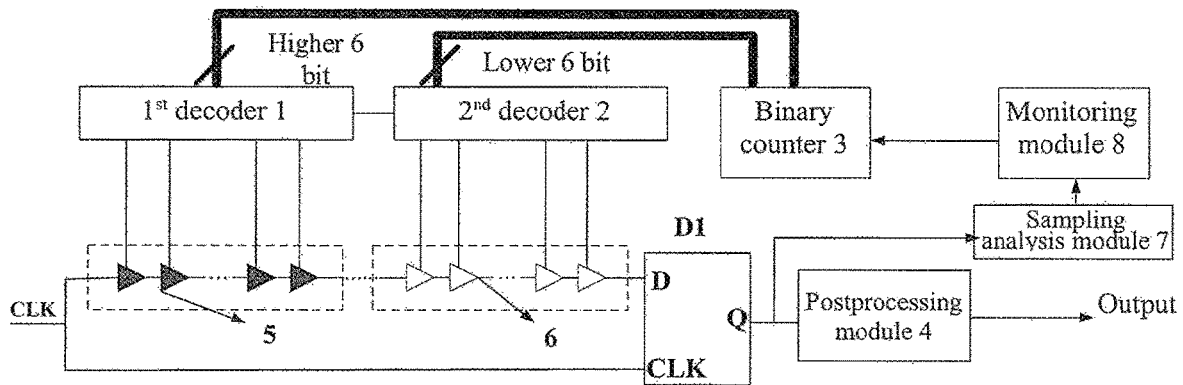 Higher 6
bit
Lower 6 bit
1st decoder 1
2nd decoder 2
Binary
counter 3
Monitoring
module 8
Sampling
analysis module 7
D1
D
Q
CLK
CLK
5
6
Postprocessing
module 4
Output